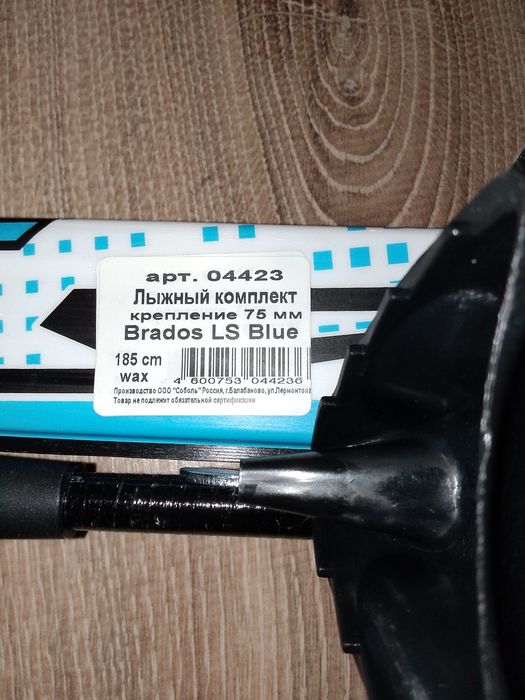 арт. 04423
Лыжный комплект
крепление 75 мм
Brados LS Blue
185 cm
wax
4 600753 044236
Производство ООО "Соболь" Россия, г.Балабаново, ул.Лермонтова
Товар не подлежит обязательной сертификации